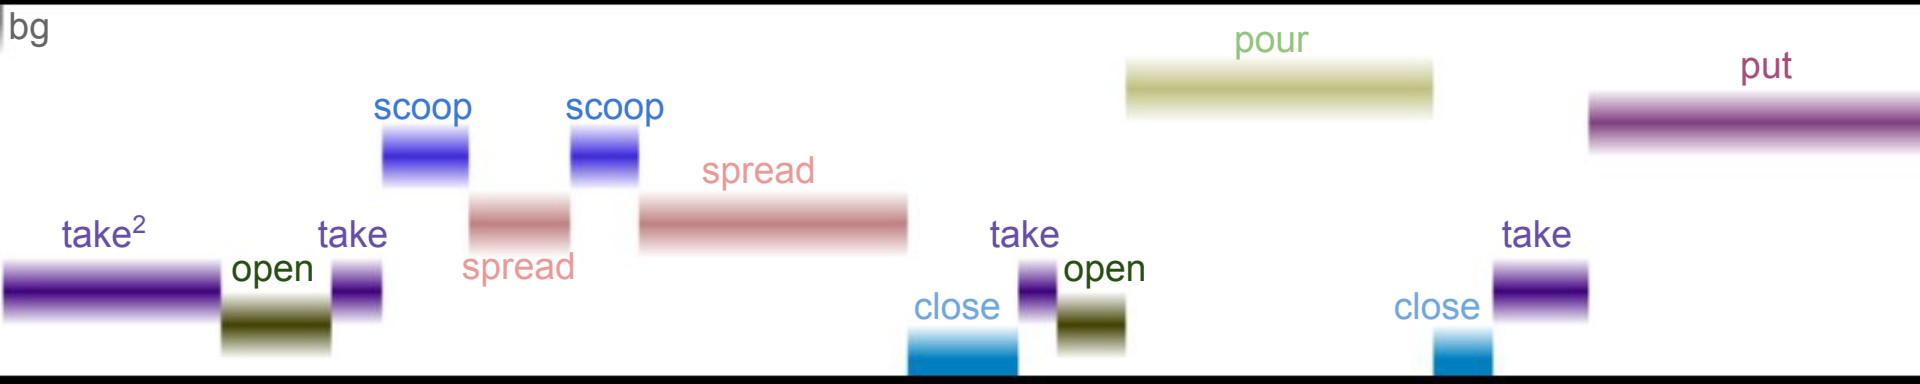 bg
pour
put
scoop
scoop
spread
take²
take
take
take
open
spread
open
close
close